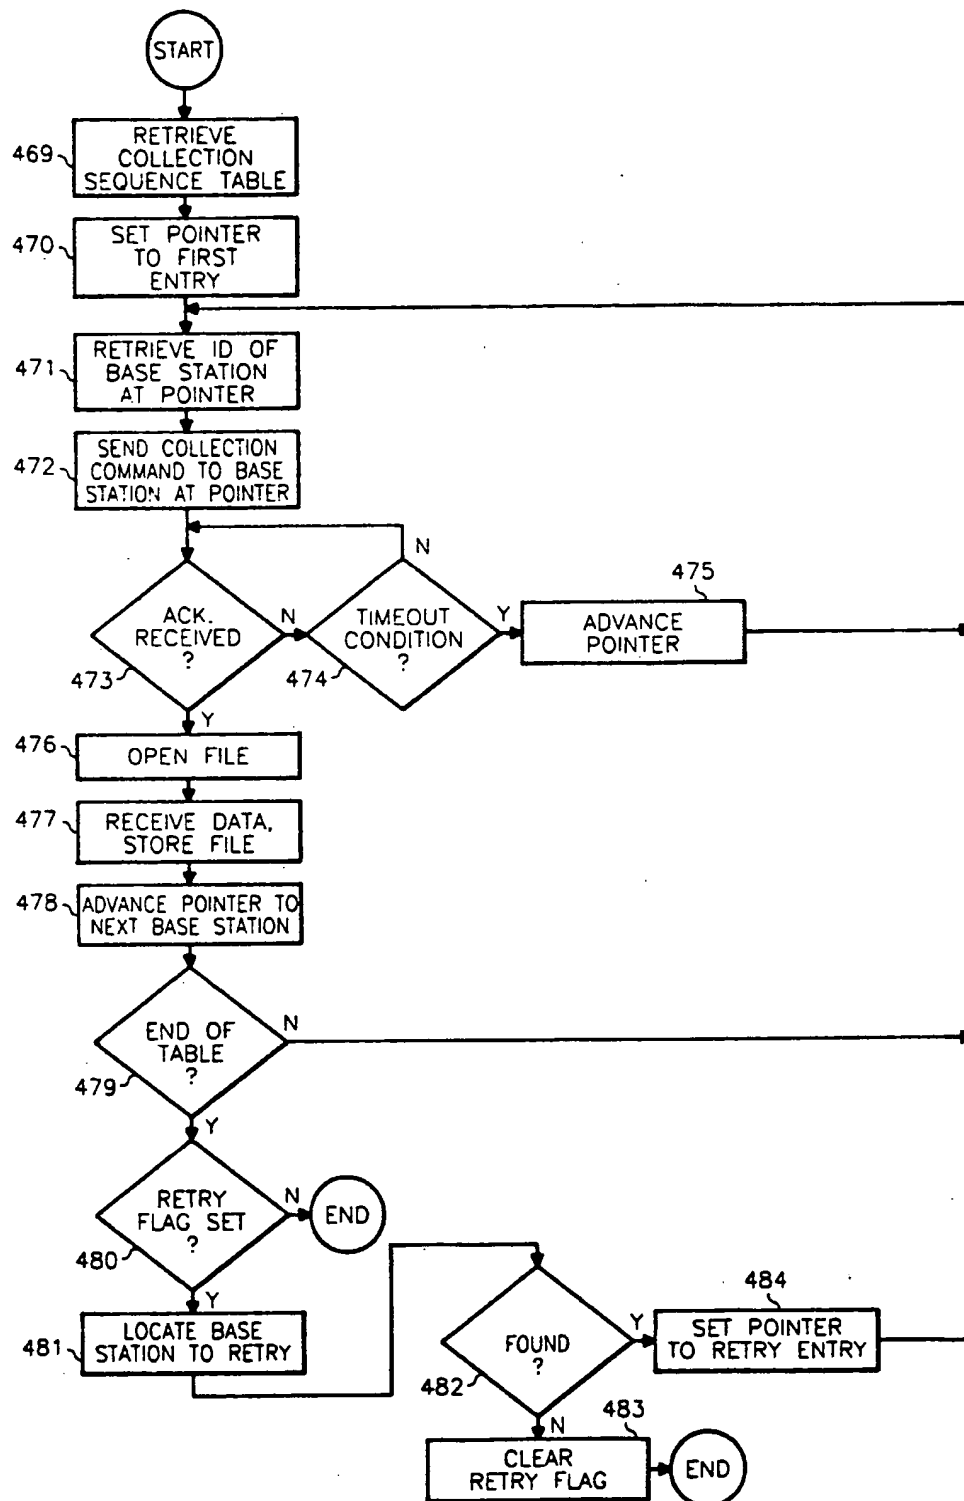 START
469
RETRIEVE
COLLECTION
SEQUENCE TABLE
470
SET POINTER
TO FIRST
ENTRY
471
RETRIEVE ID OF
BASE STATION
AT POINTER
472
SEND COLLECTION
COMMAND TO BASE
STATION AT POINTER
ACK.
RECEIVED
?
473
N
Y
N
TIMEOUT
CONDITION
?
474
Y
475
ADVANCE
POINTER
476
OPEN FILE
477
RECEIVE DATA,
STORE FILE
478
ADVANCE POINTER TO
NEXT BASE STATION
END OF
TABLE
?
479
N
Y
RETRY
FLAG SET
?
480
N
END
Y
481
LOCATE BASE
STATION TO RETRY
FOUND
?
482
Y
484
SET POINTER
TO RETRY ENTRY
N
483
CLEAR
RETRY FLAG
END